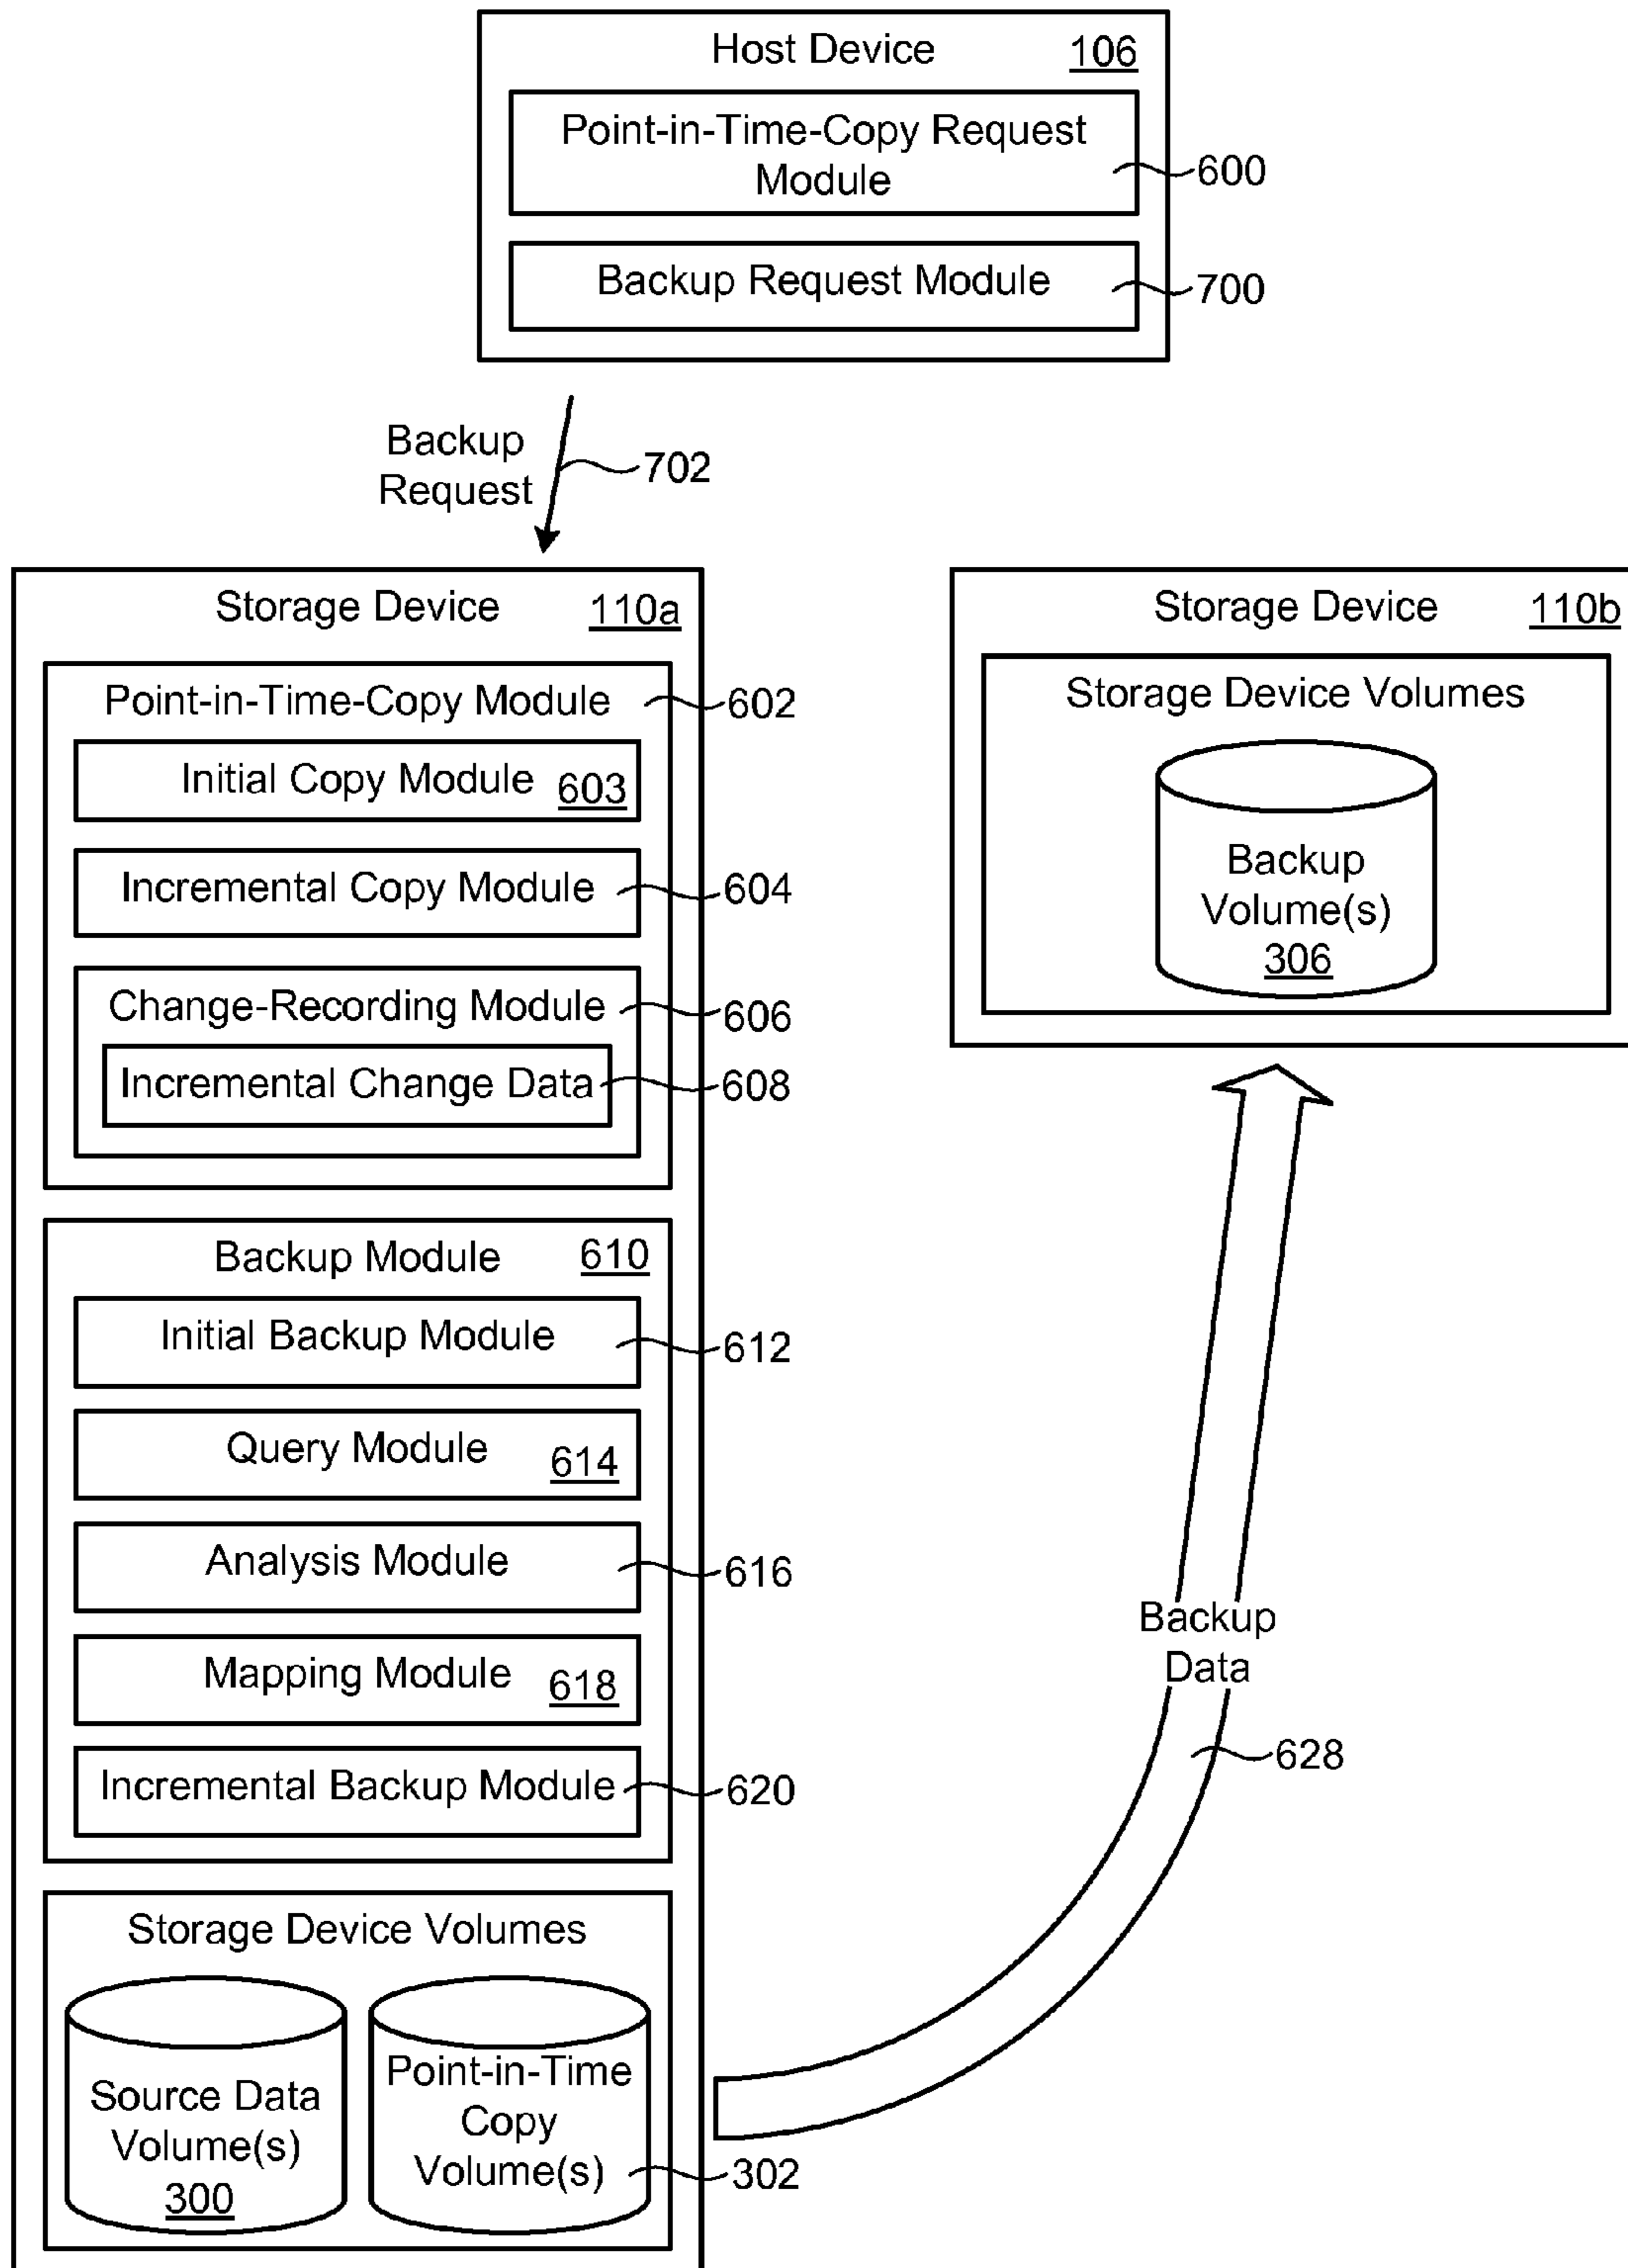 Host Device 106
Point-in-Time-Copy Request
Module
600
Backup Request Module
700
Backup
Request
702
Storage Device 110a
Point-in-Time-Copy Module
602
Initial Copy Module 603
Incremental Copy Module
604
Change-Recording Module
606
Incremental Change Data
608
Backup Module 610
Initial Backup Module
612
Query Module 614
Analysis Module
616
Mapping Module 618
Incremental Backup Module
620
Storage Device Volumes
Source Data
Volume(s)
300
Point-in-Time
Copy
Volume(s)
302
Storage Device 110b
Storage Device Volumes
Backup
Volume(s)
306
Backup
Data
628